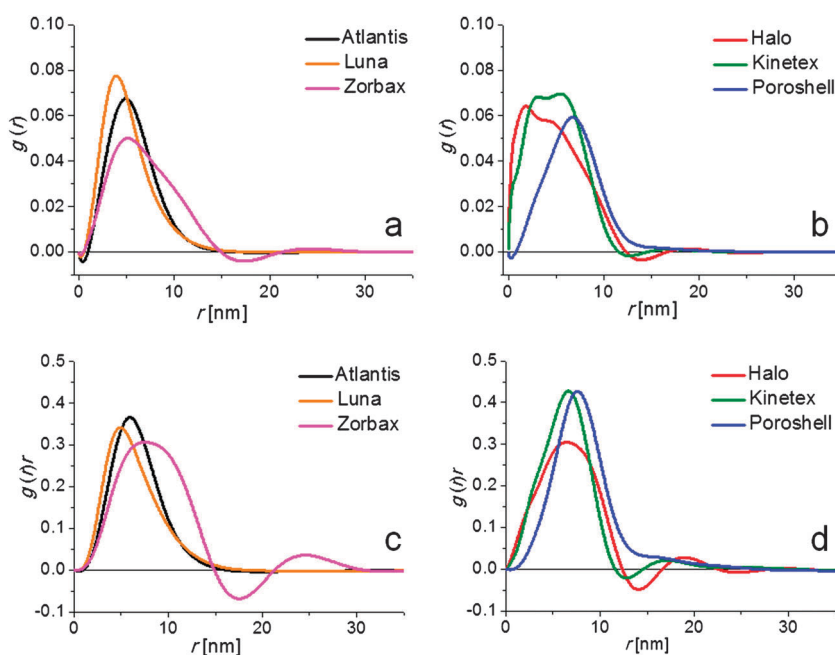 0.10
0.08
0.06
0.04
0.02
0.00
g(r)
Atlantis
Luna
Zorbax
a
0 10 20 30
r [nm]
0.10
0.08
0.06
0.04
0.02
0.00
g(r)
Halo
Kinetex
Poroshell
b
0 10 20 30
r [nm]
0.5
0.4
0.3
0.2
0.1
0.0
-0.1
g(r)r
Atlantis
Luna
Zorbax
c
0 10 20 30
r [nm]
0.5
0.4
0.3
0.2
0.1
0.0
-0.1
g(r)r
Halo
Kinetex
Poroshell
d
0 10 20 30
r [nm]